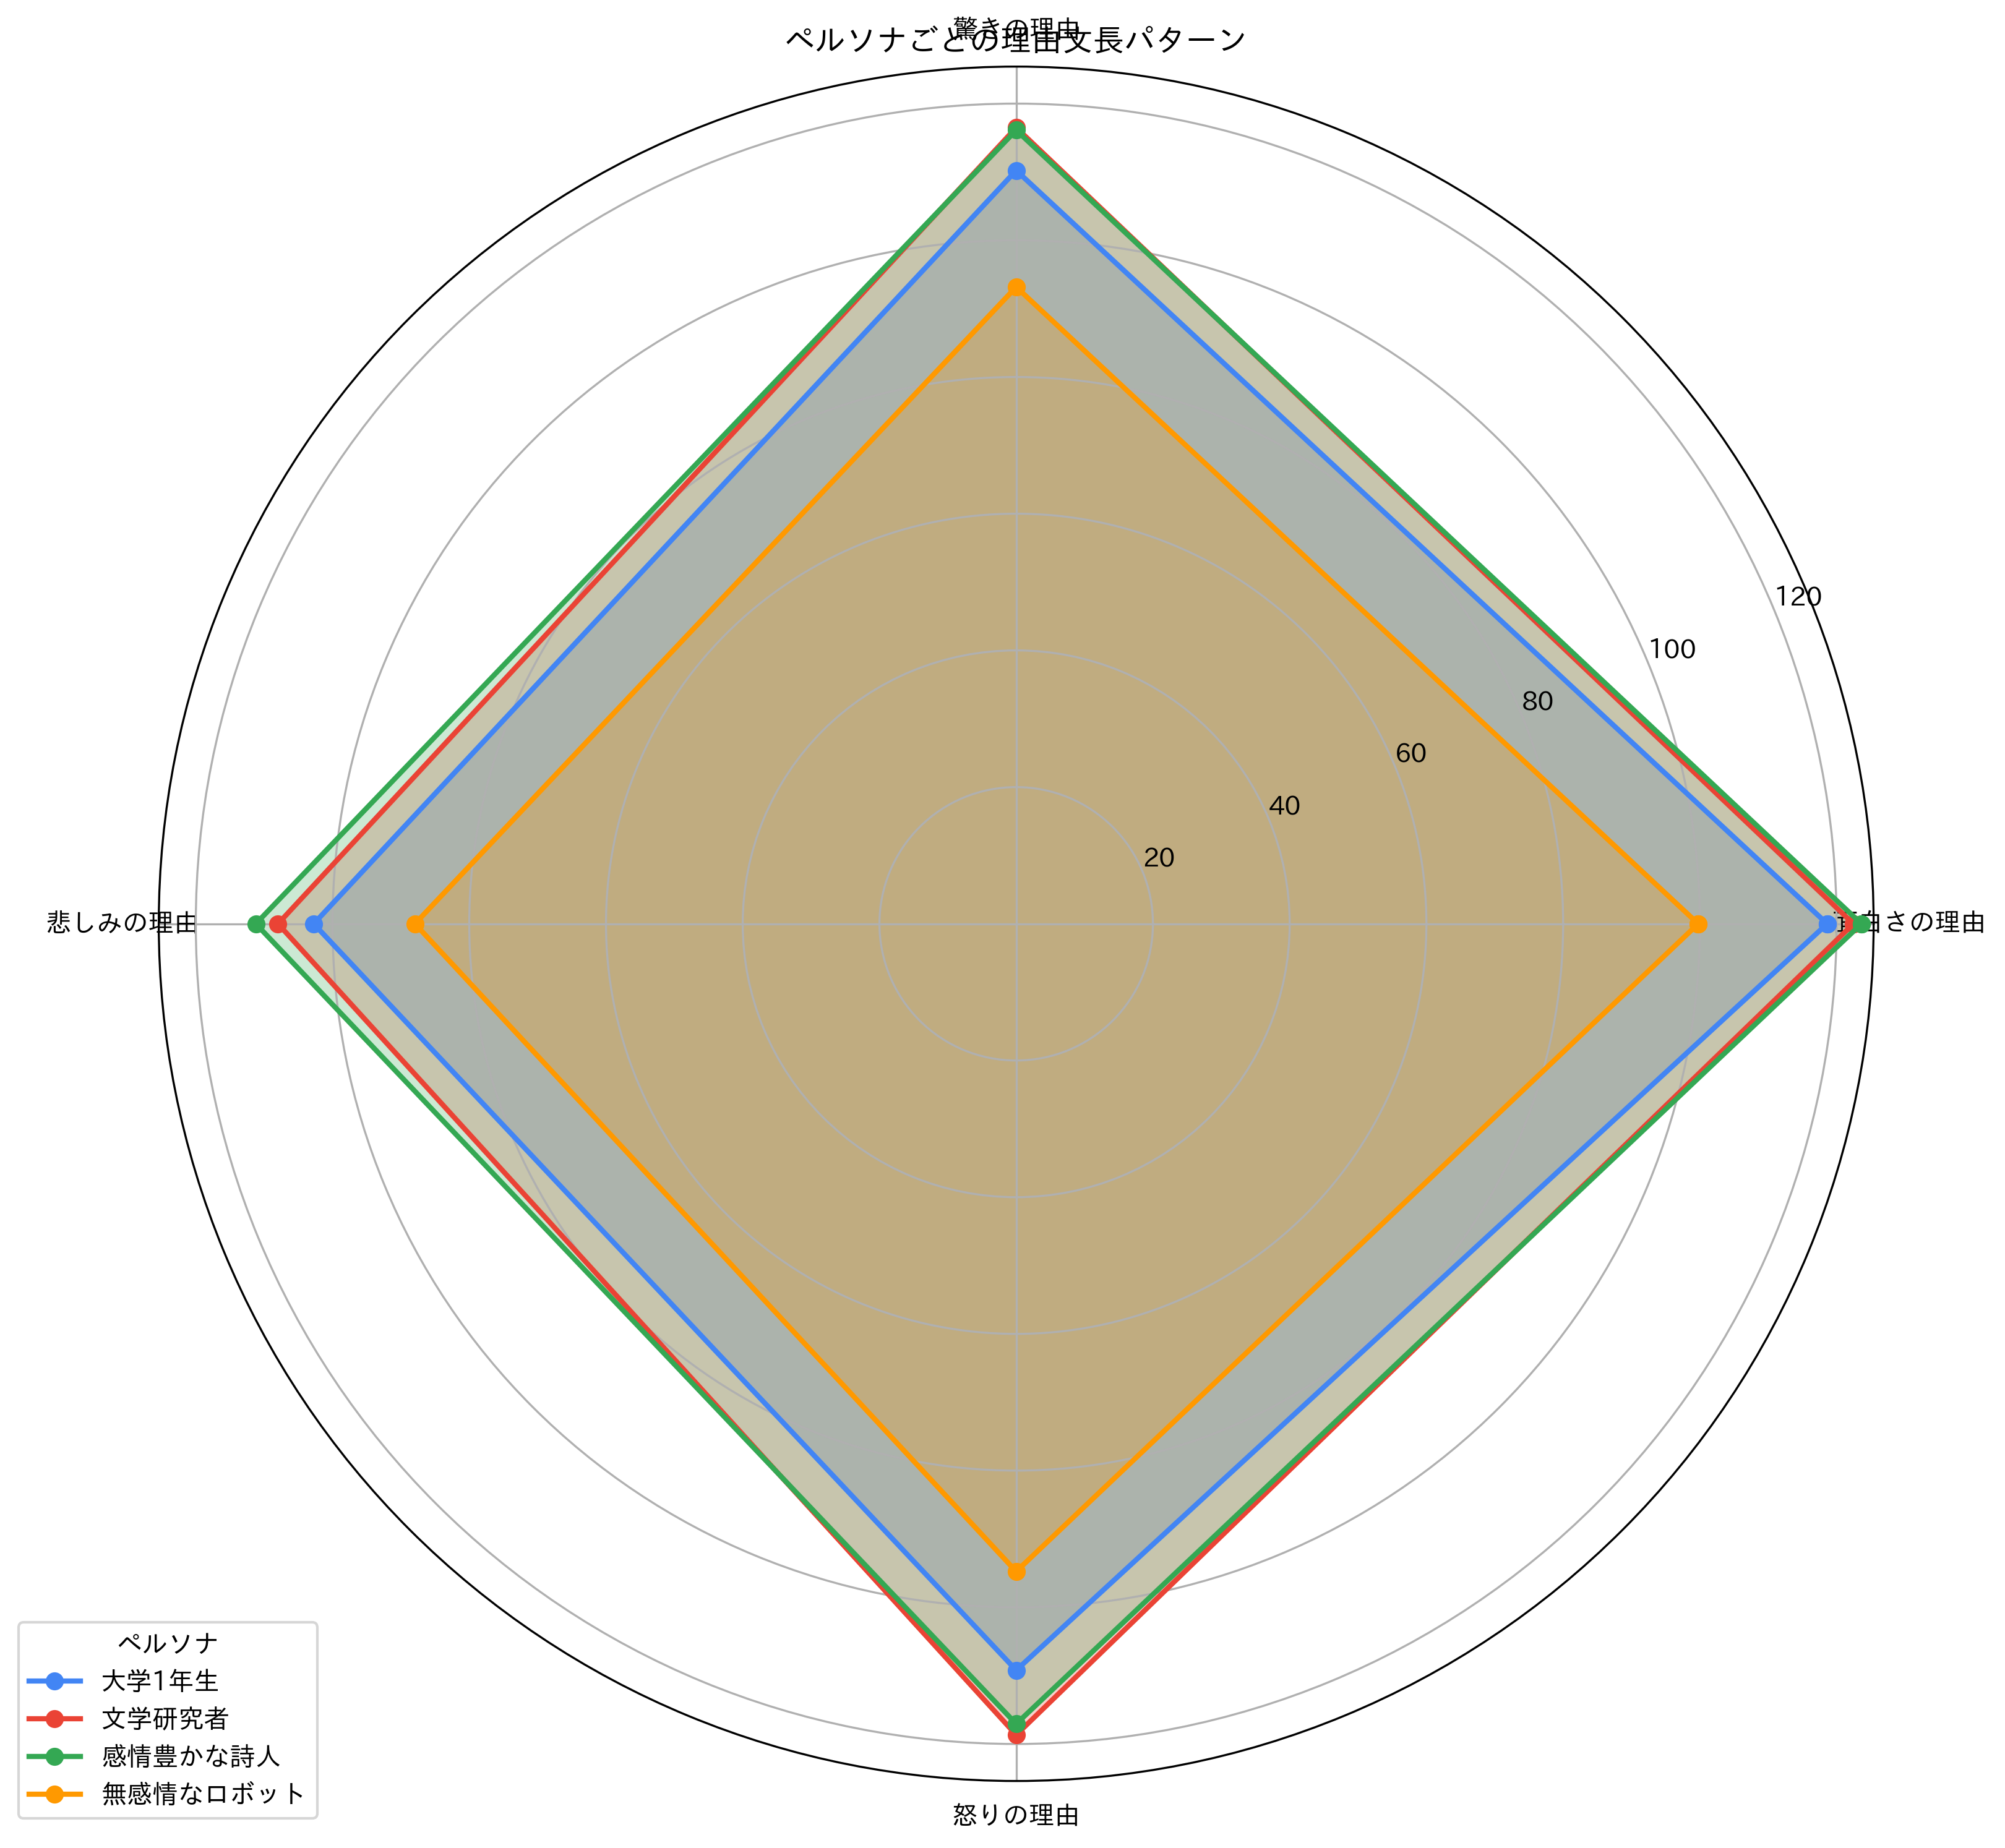 驚きの理由
ペルソナごとの理由文長パターン
120
100
80
60
40
20
悲しみの理由
面白さの理由
怒りの理由
ペルソナ
大学1年生
文学研究者
感情豊かな詩人
無感情なロボット